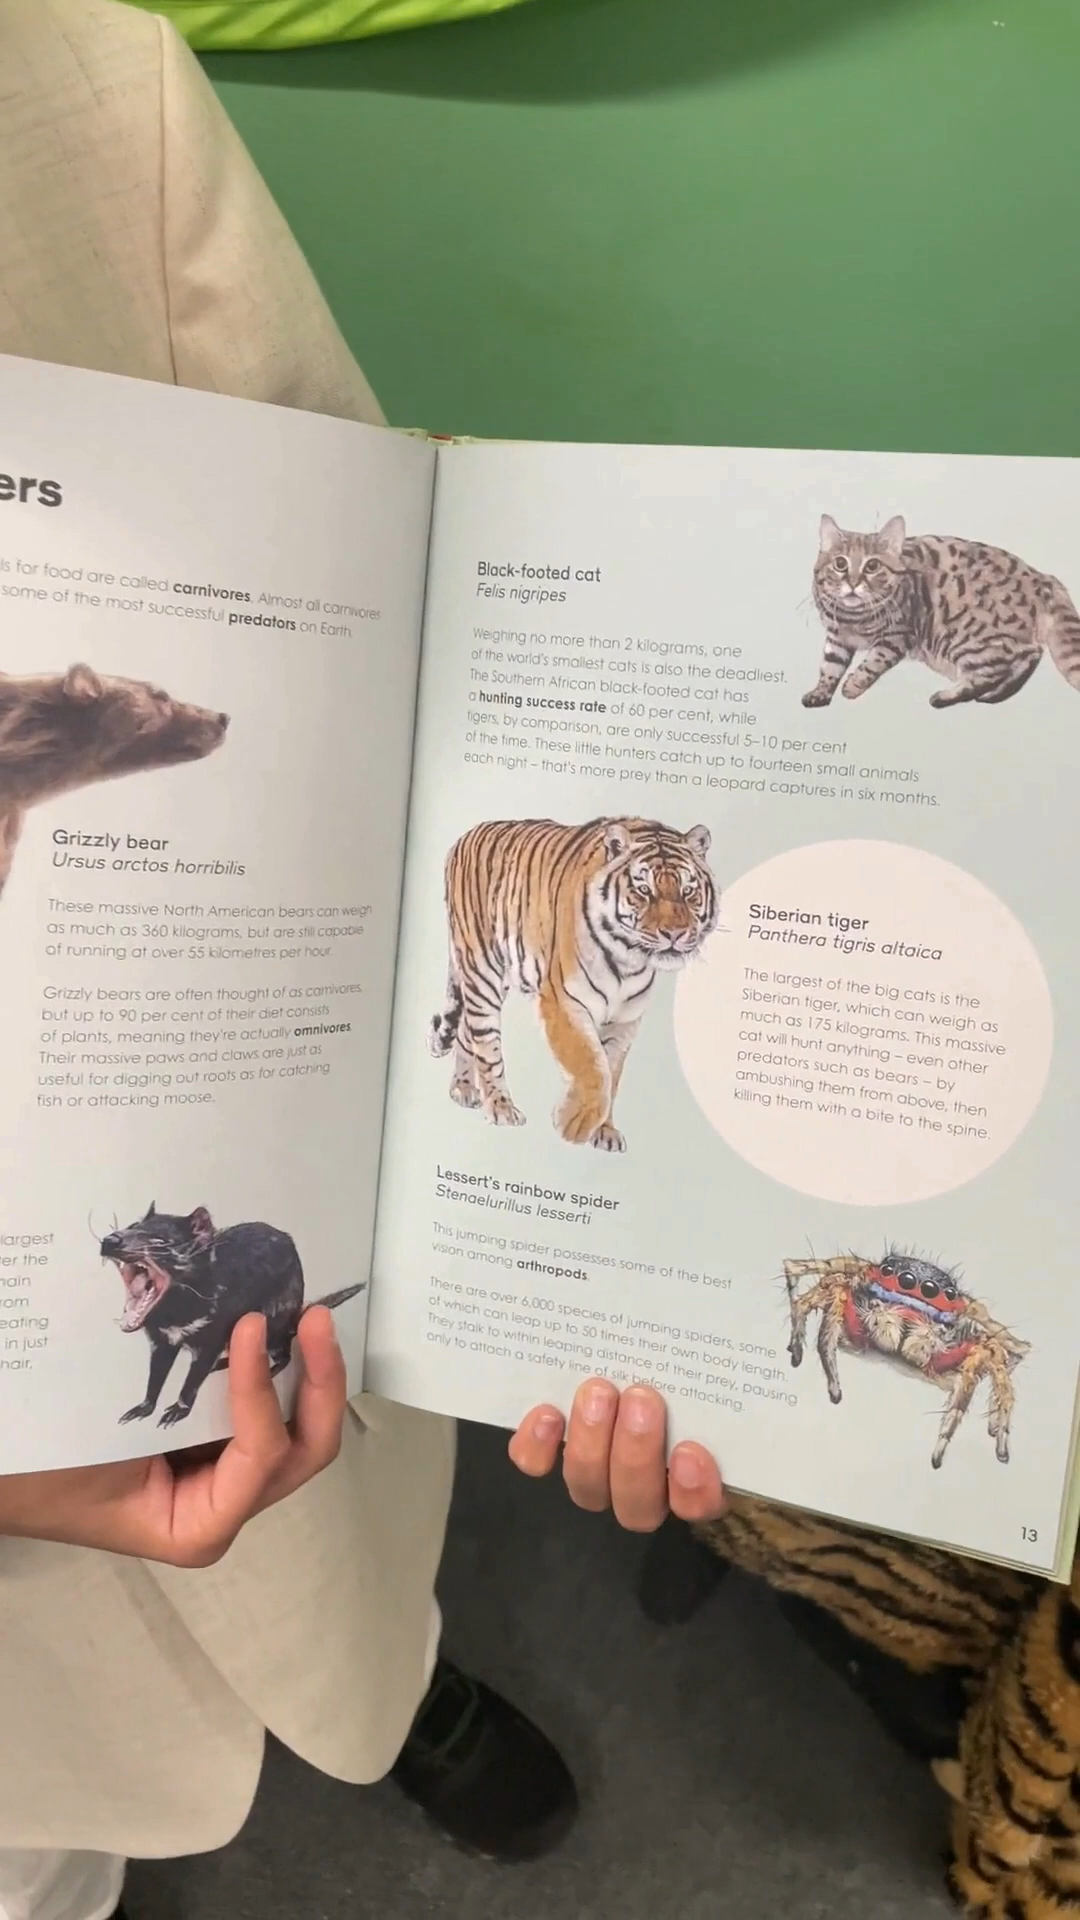 ers
ls for food are called carnivores. Almost all carnivores
some of the most successful predators on Earth.
Grizzly bear
Ursus arctos horribilis
These massive North American bears can weigh
as much as 360 kilograms, but are still capable
of running at over 55 kilometres per hour.
Grizzly bears are often thought of as carnivores,
but up to 90 per cent of their diet consists
of plants, meaning they're actually omnivores.
Their massive paws and claws are just as
useful for digging out roots as for catching
fish or attacking moose.
largest
er the
nain
rom
eating
in just
hair,
Black-footed cat
Felis nigripes
Weighing no more than 2 kilograms, one
of the world's smallest cats is also the deadliest.
The Southern African black-footed cat has
a hunting success rate of 60 per cent, while
tigers, by comparison, are only successful 5–10 per cent
of the time. These little hunters catch up to fourteen small animals
each night – that's more prey than a leopard captures in six months.
Siberian tiger
Panthera tigris altaica
The largest of the big cats is the
Siberian tiger, which can weigh as
much as 175 kilograms. This massive
cat will hunt anything – even other
predators such as bears – by
ambushing them from above, then
killing them with a bite to the spine.
Lessert's rainbow spider
Stenaelurillus lesserti
This jumping spider possesses some of the best
vision among arthropods.
There are over 6,000 species of jumping spiders, some
of which can leap up to 50 times their own body length.
They stalk to within leaping distance of their prey, pausing
only to attach a safety line of silk before attacking.
13